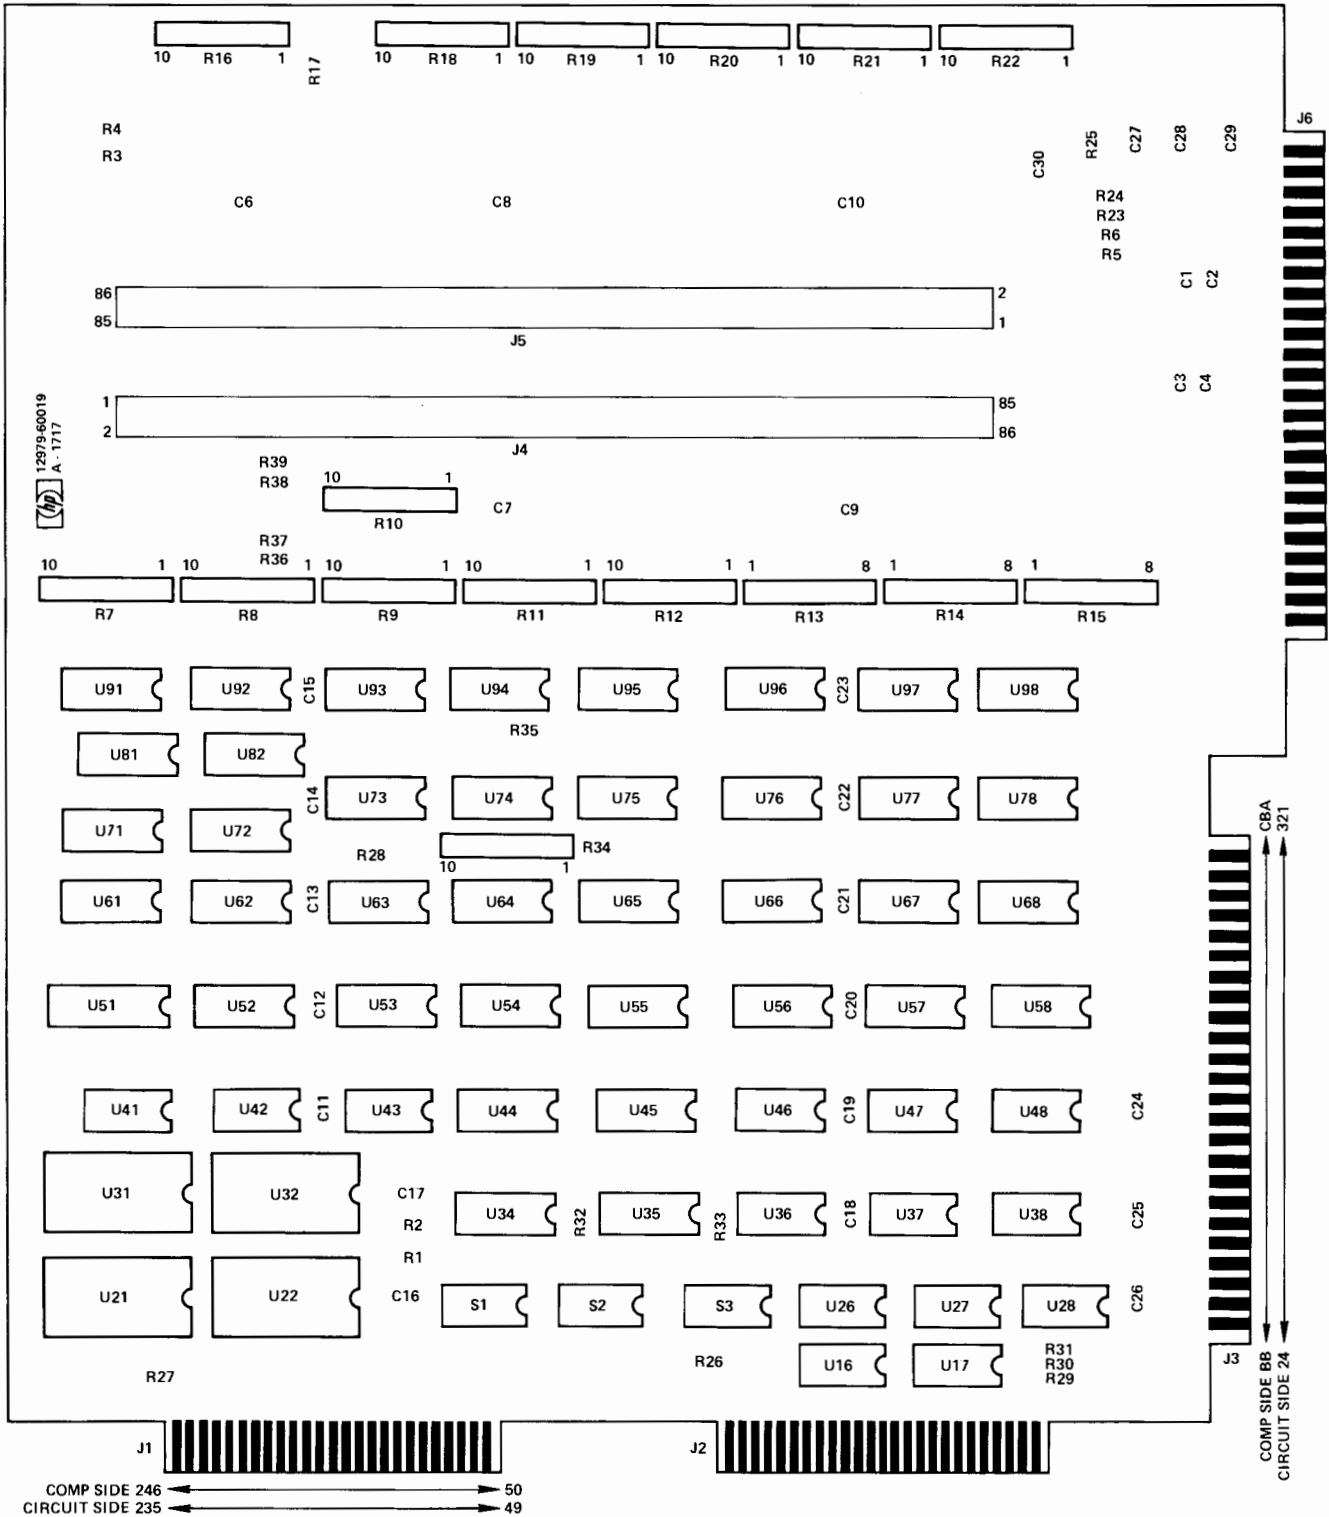 10 R16 1 R17 10 R18 1 10 R19 1 10 R20 1 10 R21 1 10 R22 1
J6
R4
R3
C30 R25 C27 C28 C29
C6 C8 C10
R24
R23
R6
R5
C1 C2
86 2
85 1
J5
C3 C4
1 85
2 86
J4
hp 12979-60019
A - 1717
R39
R38
10 1
R10
C7 C9
R37
R36
10 1 10 1 10 1 10 1 10 1 1 8 1 8 1 8
R7 R8 R9 R11 R12 R13 R14 R15
U91 U92 C15 U93 U94 U95 U96 C23 U97 U98
R35
U81 U82
C14 U73 U74 U75 U76 C22 U77 U78
U71 U72
R28 10 1 R34
U61 U62 C13 U63 U64 U65 U66 C21 U67 U68
U51 U52 C12 U53 U54 U55 U56 C20 U57 U58
U41 U42 C11 U43 U44 U45 U46 C19 U47 U48 C24
U31 U32 C17 U34 R32 U35 R33 U36 C18 U37 U38 C25
R2
R1
U21 U22 C16 S1 S2 S3 U26 U27 U28 C26
R27 R26 U16 U17
R31
R30
R29
J3
CBA
321
COMP SIDE BB
CIRCUIT SIDE 24
J1 J2
COMP SIDE 246 50
CIRCUIT SIDE 235 49